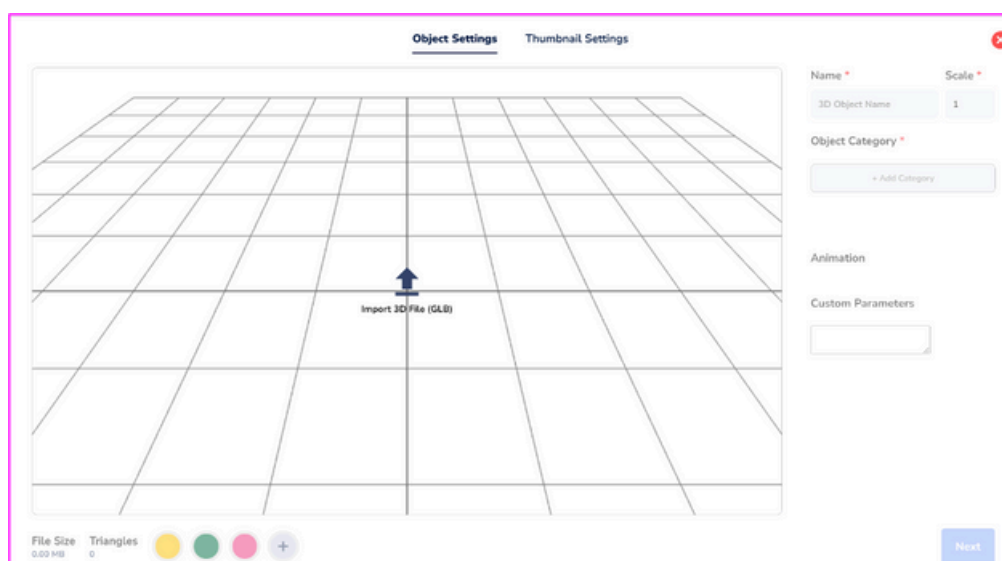 Object Settings Thumbnail Settings
Name * Scale *
3D Object Name 1
Object Category *
+ Add Category
Animation
Import 3D File (GLB)
Custom Parameters
File Size Triangles
0.00 MB 0
+
Next